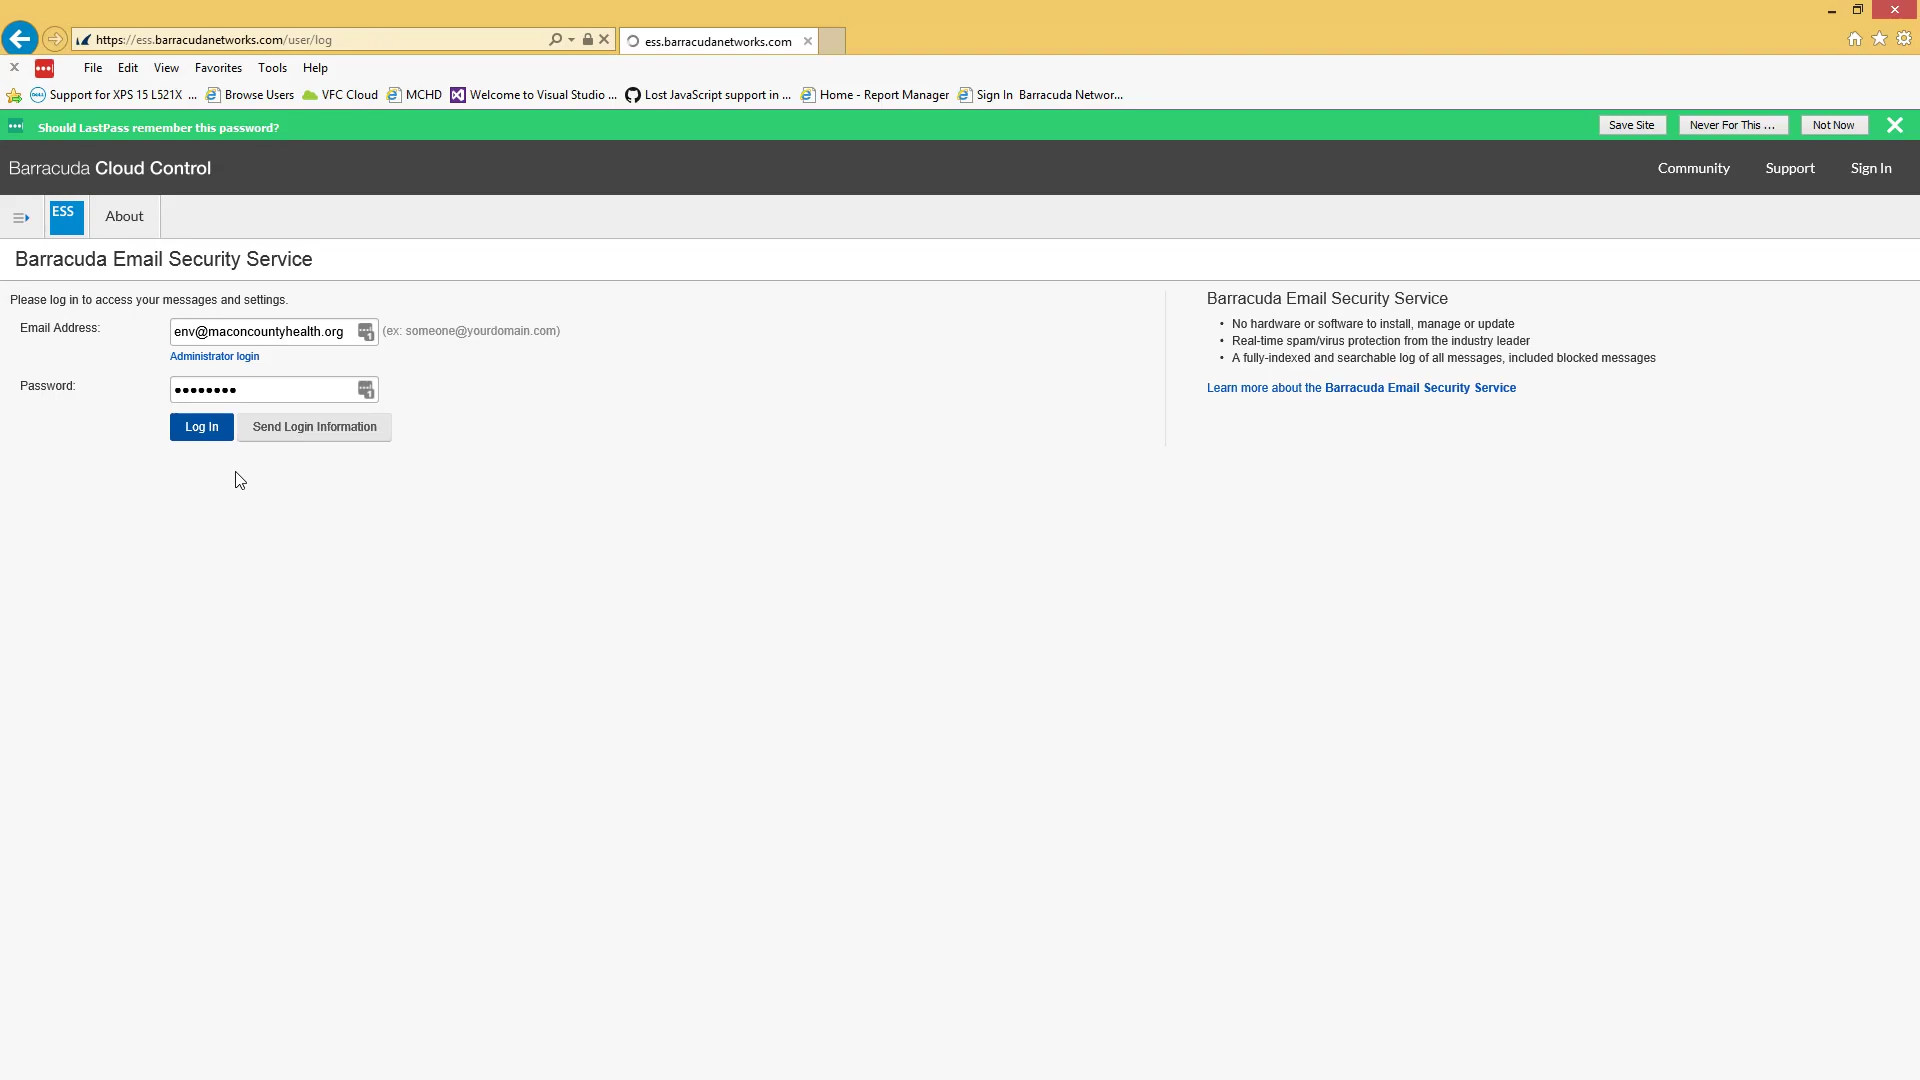 https://ess.barracudanetworks.com/user/log
ess.barracudanetworks.com
File Edit View Favorites Tools Help
Support for XPS 15 L521X ... Browse Users VFC Cloud MCHD Welcome to Visual Studio ... Lost JavaScript support in ... Home - Report Manager Sign In Barracuda Networ...
Should LastPass remember this password? Save Site Never For This ... Not Now
Barracuda Cloud Control Community Support Sign In
ESS About
Barracuda Email Security Service
Please log in to access your messages and settings.
Email Address: env@maconcountyhealth.org (ex: someone@yourdomain.com)
Administrator login
Password: ••••••••
Log In Send Login Information
Barracuda Email Security Service
• No hardware or software to install, manage or update
• Real-time spam/virus protection from the industry leader
• A fully-indexed and searchable log of all messages, included blocked messages
Learn more about the Barracuda Email Security Service